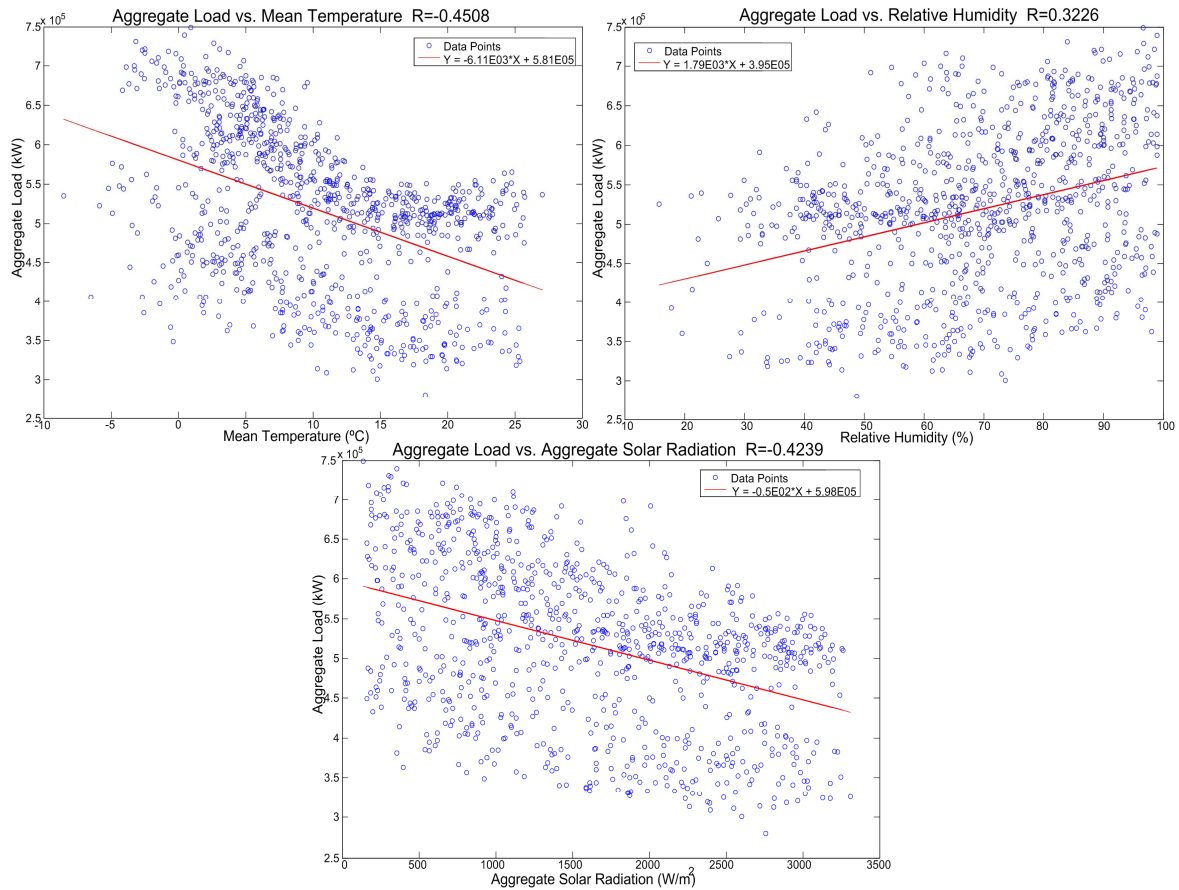 Aggregate Load vs. Mean Temperature R=-0.4508
x 10^5
7.5
7
6.5
6
5.5
5
4.5
4
3.5
3
2.5
Aggregate Load (kW)
Data Points
Y = -6.11E03*X + 5.81E05
-10 -5 0 5 10 15 20 25 30
Mean Temperature (ºC)
Aggregate Load vs. Relative Humidity R=0.3226
x 10^5
7.5
7
6.5
6
5.5
5
4.5
4
3.5
3
2.5
Aggregate Load (kW)
Data Points
Y = 1.79E03*X + 3.95E05
10 20 30 40 50 60 70 80 90 100
Relative Humidity (%)
Aggregate Load vs. Aggregate Solar Radiation R=-0.4239
x 10^5
7.5
7
6.5
6
5.5
5
4.5
4
3.5
3
2.5
Aggregate Load (kW)
Data Points
Y = -0.5E02*X + 5.98E05
0 500 1000 1500 2000 2500 3000 3500
Aggregate Solar Radiation (W/m²)